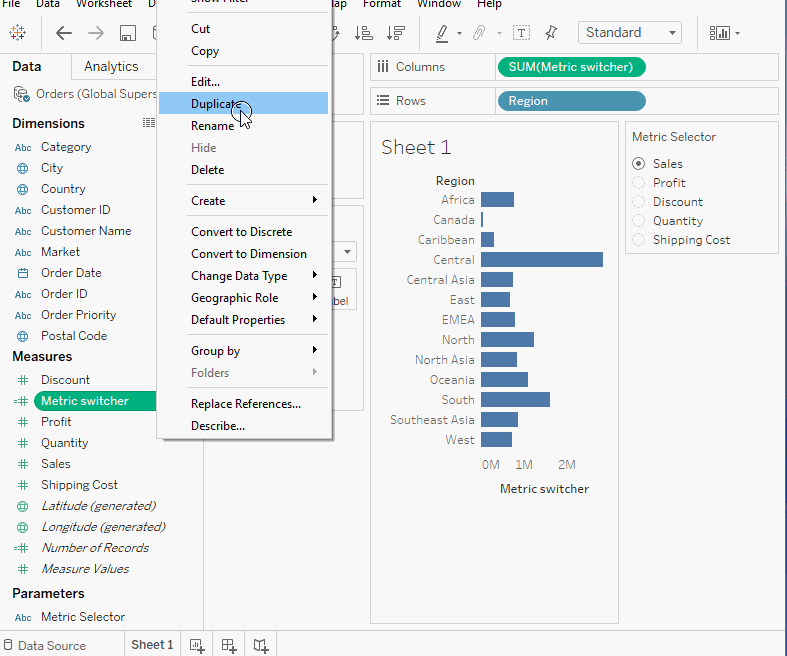 File Data Worksheet Format Window Help
Standard
Data Analytics
Orders (Global Supers
Dimensions
Abc Category
City
Country
Abc Customer ID
Abc Customer Name
Abc Market
Order Date
Abc Order ID
Abc Order Priority
Postal Code
Measures
Discount
Metric switcher
Profit
Quantity
Sales
Shipping Cost
Latitude (generated)
Longitude (generated)
Number of Records
Measure Values
Parameters
Abc Metric Selector
Data Source
Sheet 1
Show Filter
Cut
Copy
Edit...
Duplicate
Rename
Hide
Delete
Create
Convert to Discrete
Convert to Dimension
Change Data Type
Geographic Role
Default Properties
Group by
Folders
Replace References...
Describe...
Columns
SUM(Metric switcher)
Rows
Region
Sheet 1
Region
Africa
Canada
Caribbean
Central
Central Asia
East
EMEA
North
North Asia
Oceania
South
Southeast Asia
West
0M 1M 2M
Metric switcher
Metric Selector
Sales
Profit
Discount
Quantity
Shipping Cost